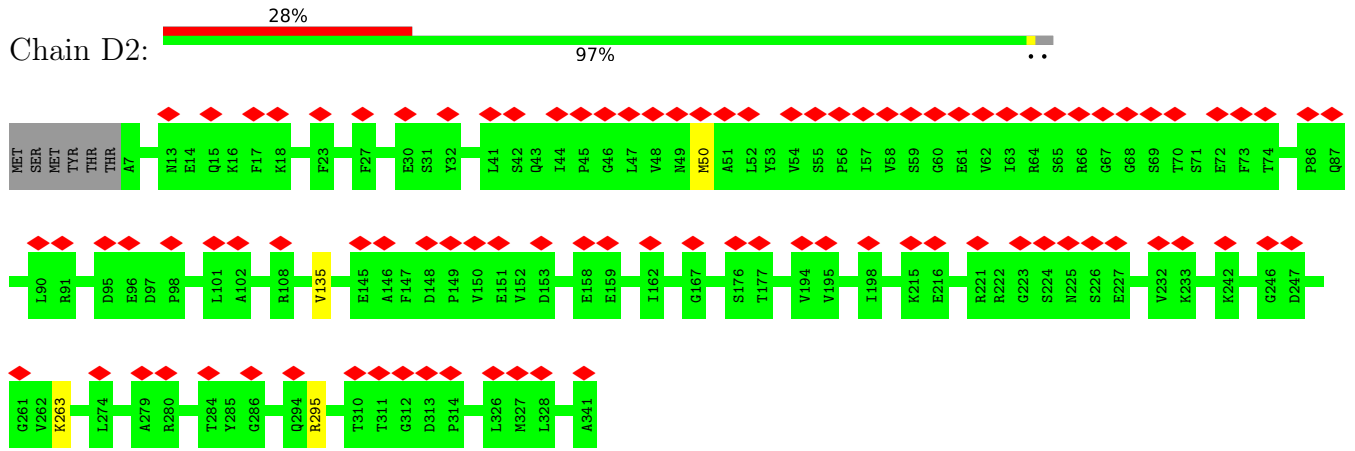 28%
Chain D2:
97%
MET SER MET TYR THR THR A7 N13 E14 Q15 K16 F17 K18 F23 F27 E30 S31 Y32 L41 S42 Q43 I44 P45 G46 L47 V48 N49 M50 A51 L52 Y53 V54 S55 P56 I57 V58 S59 G60 E61 V62 I63 R64 S65 R66 G67 G68 S69 T70 S71 E72 F73 T74 P86 Q87
L90 R91 D95 E96 D97 P98 L101 A102 R108 V135 E145 A146 F147 D148 P149 V150 E151 V152 D153 E158 E159 I162 G167 S176 T177 V194 V195 I198 K215 E216 R221 R222 G223 S224 N225 S226 E227 V232 K233 K242 G246 D247
G261 V262 K263 L274 A279 R280 T284 Y285 G286 Q294 R295 T310 T311 G312 D313 P314 L326 M327 L328 A341